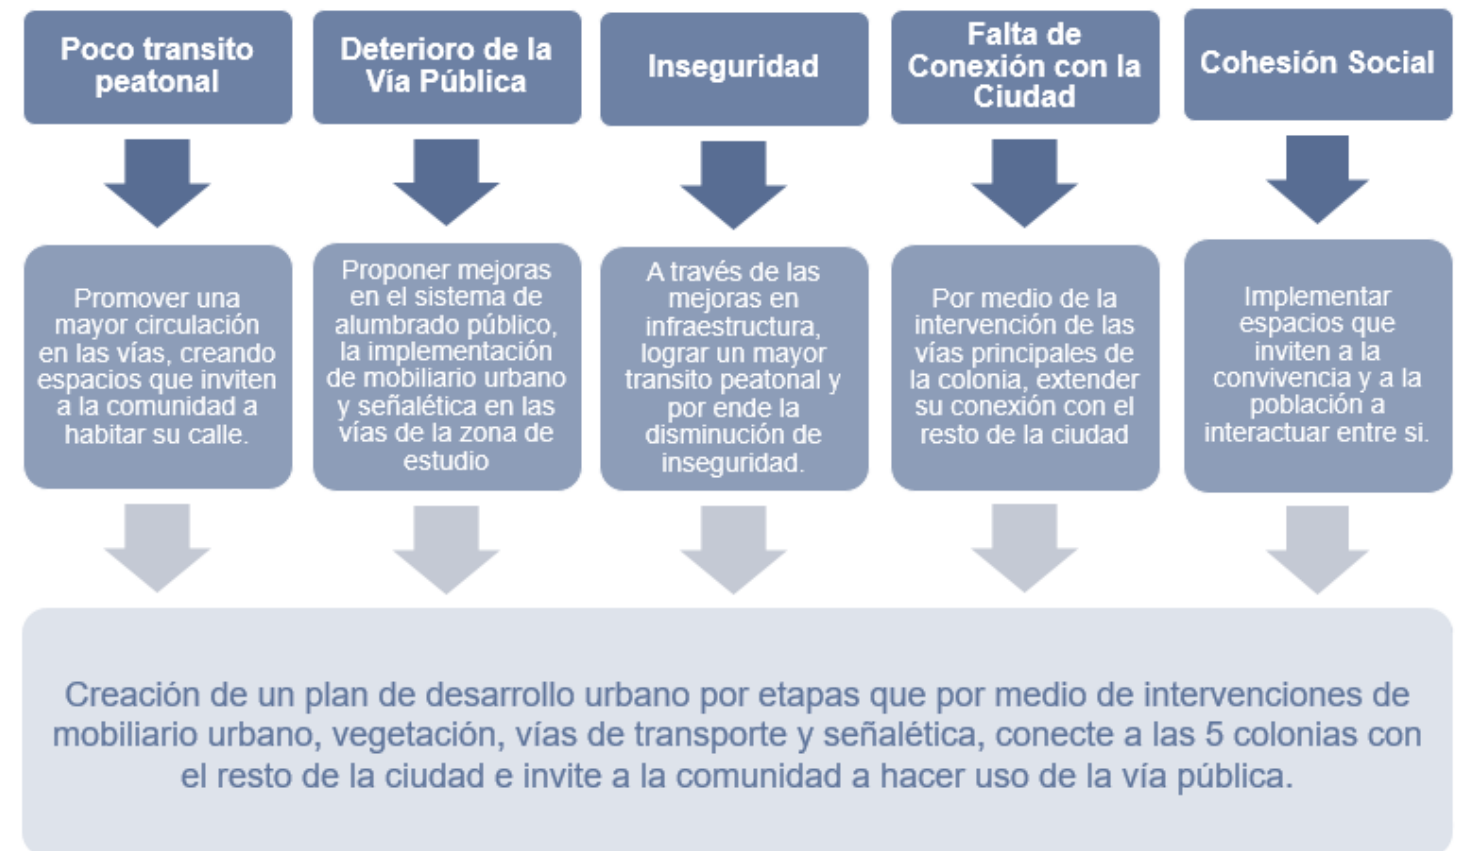 Poco transito
peatonal
Deterioro de la
Vía Pública
Inseguridad
Falta de
Conexión con la
Ciudad
Cohesión Social
Promover una
mayor circulación
en las vías, creando
espacios que inviten
a la comunidad a
habitar su calle.
Proponer mejoras
en el sistema de
alumbrado público,
la implementación
de mobiliario urbano
y señalética en las
vías de la zona de
estudio
A través de las
mejoras en
infraestructura,
lograr un mayor
transito peatonal y
por ende la
disminución de
inseguridad.
Por medio de la
intervención de las
vías principales de
la colonia, extender
su conexión con el
resto de la ciudad
Implementar
espacios que
inviten a la
convivencia y a la
población a
interactuar entre si.
Creación de un plan de desarrollo urbano por etapas que por medio de intervenciones de
mobiliario urbano, vegetación, vías de transporte y señalética, conecte a las 5 colonias con
el resto de la ciudad e invite a la comunidad a hacer uso de la vía pública.